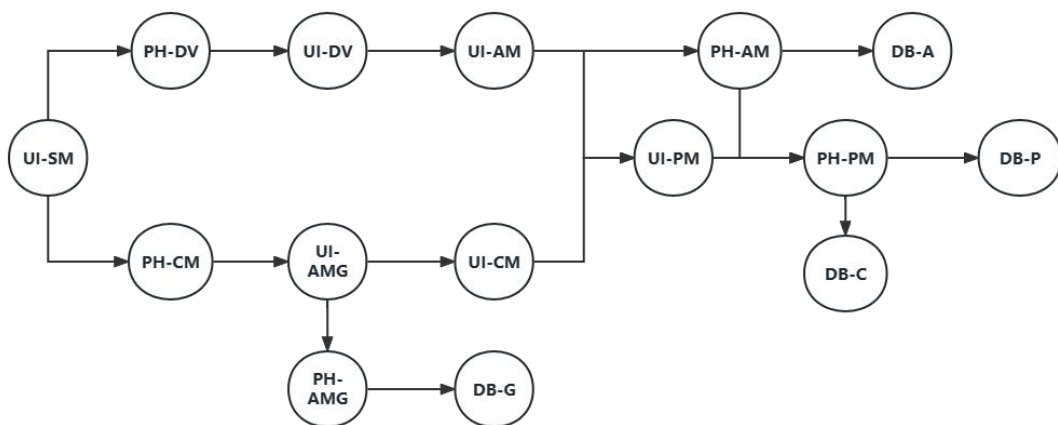 PH-DV
UI-DV
UI-AM
PH-AM
DB-A
UI-SM
UI-PM
PH-PM
DB-P
PH-CM
UI-
AMG
UI-CM
DB-C
PH-
AMG
DB-G